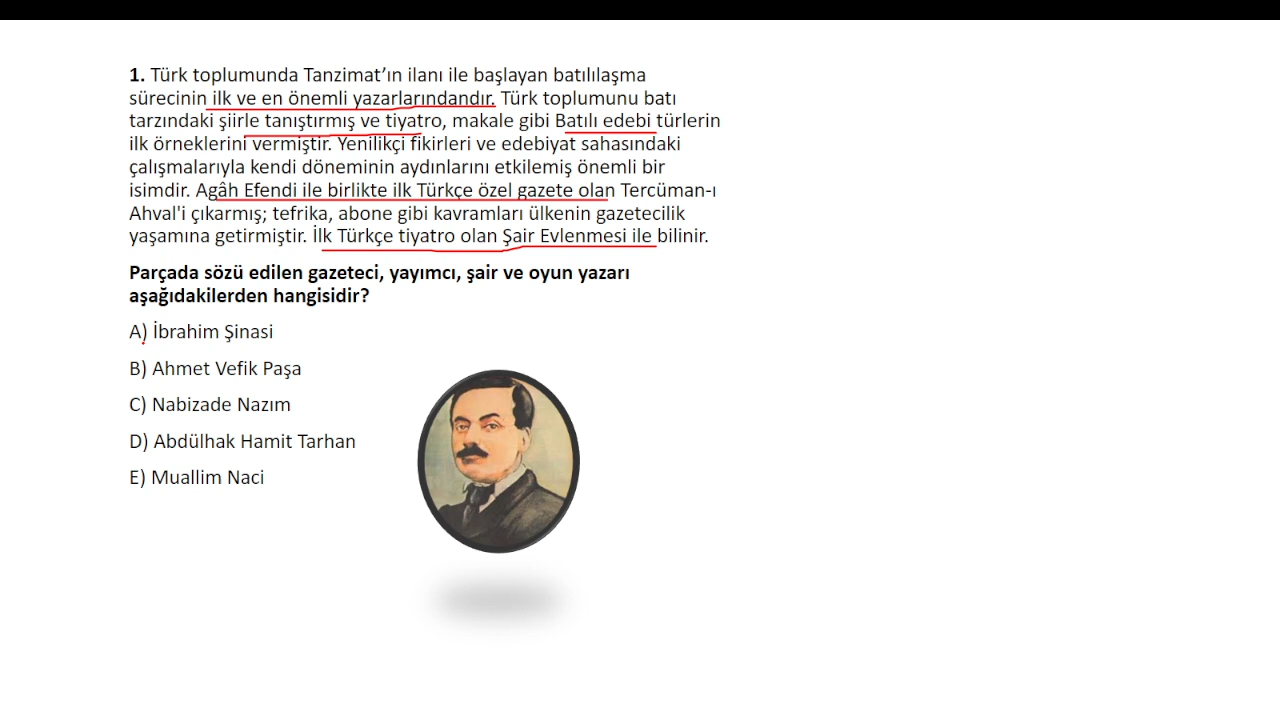 1. Türk toplumunda Tanzimat’ın ilanı ile başlayan batılılaşma
sürecinin ilk ve en önemli yazarlarındandır. Türk toplumunu batı
tarzındaki şiirle tanıştırmış ve tiyatro, makale gibi Batılı edebi türlerin
ilk örneklerini vermiştir. Yenilikçi fikirleri ve edebiyat sahasındaki
çalışmalarıyla kendi döneminin aydınlarını etkilemiş önemli bir
isimdir. Agâh Efendi ile birlikte ilk Türkçe özel gazete olan Tercüman-ı
Ahval'i çıkarmış; tefrika, abone gibi kavramları ülkenin gazetecilik
yaşamına getirmiştir. İlk Türkçe tiyatro olan Şair Evlenmesi ile bilinir.
Parçada sözü edilen gazeteci, yayımcı, şair ve oyun yazarı
aşağıdakilerden hangisidir?
A) İbrahim Şinasi
B) Ahmet Vefik Paşa
C) Nabizade Nazım
D) Abdülhak Hamit Tarhan
E) Muallim Naci